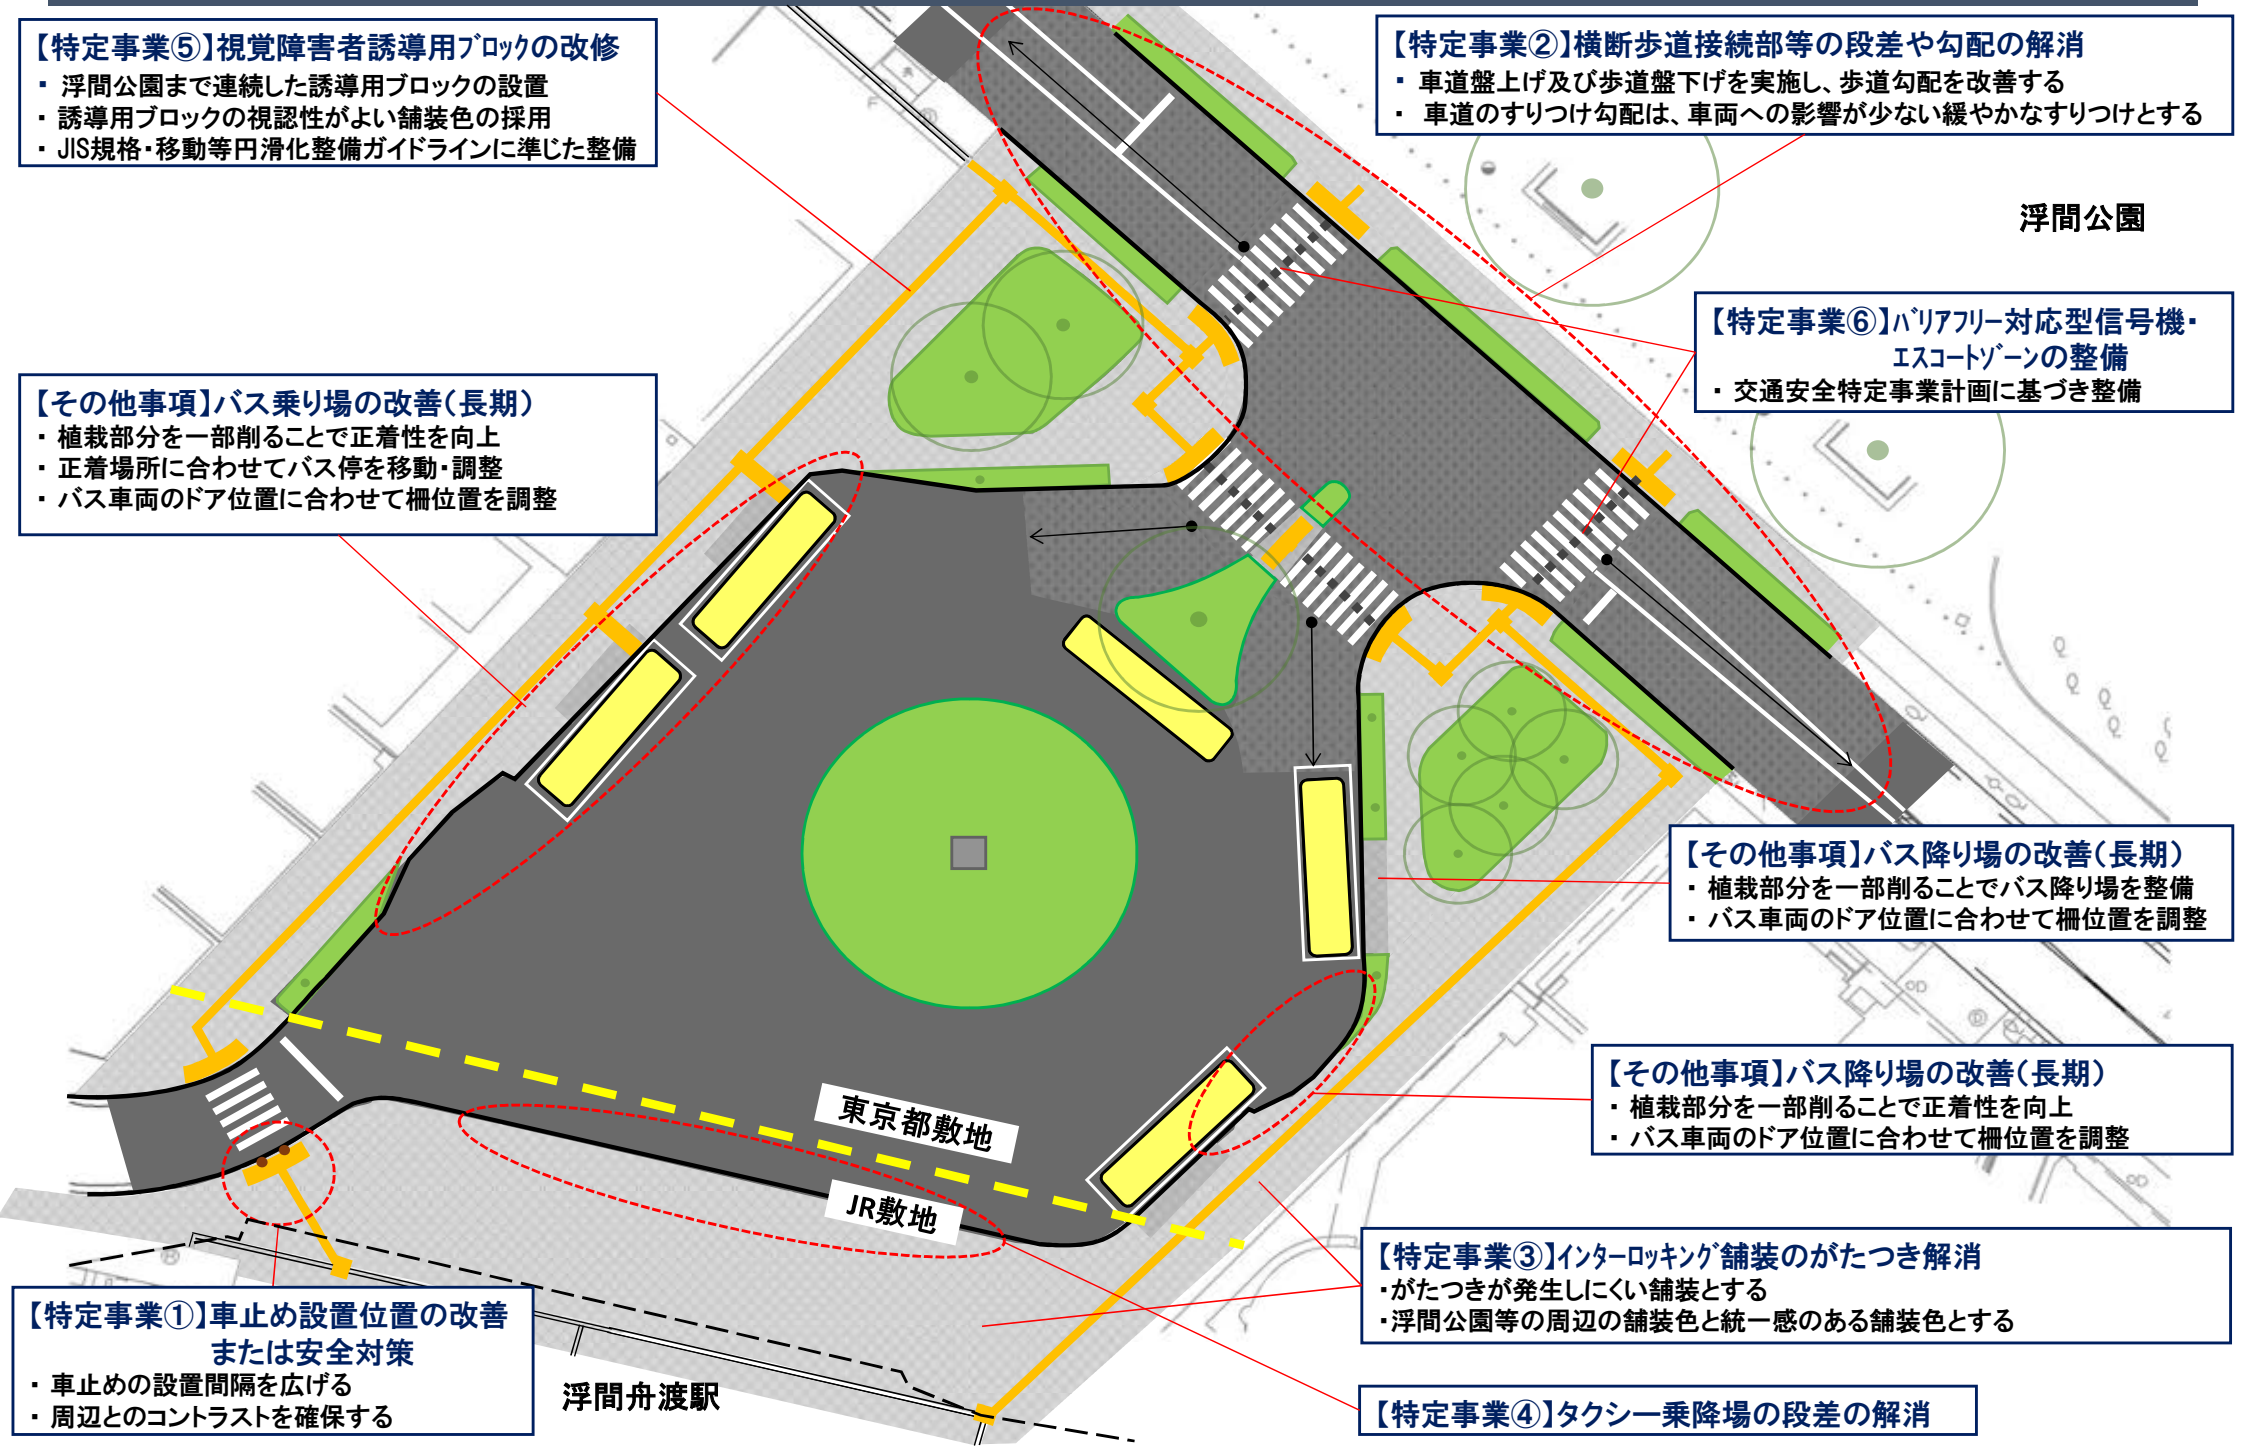 【特定事業⑤】視覚障害者誘導用ブロックの改修
・ 浮間公園まで連続した誘導用ブロックの設置
・ 誘導用ブロックの視認性がよい舗装色の採用
・ JIS規格・移動等円滑化整備ガイドラインに準じた整備
【特定事業②】横断歩道接続部等の段差や勾配の解消
・ 車道盤上げ及び歩道盤下げを実施し、歩道勾配を改善する
・ 車道のすりつけ勾配は、車両への影響が少ない緩やかなすりつけとする
浮間公園
【特定事業⑥】バリアフリー対応型信号機・
エスコートゾーンの整備
・ 交通安全特定事業計画に基づき整備
【その他事項】バス乗り場の改善（長期）
・ 植栽部分を一部削ることで正着性を向上
・ 正着場所に合わせてバス停を移動・調整
・ バス車両のドア位置に合わせて柵位置を調整
【その他事項】バス降り場の改善（長期）
・ 植栽部分を一部削ることでバス降り場を整備
・ バス車両のドア位置に合わせて柵位置を調整
【その他事項】バス降り場の改善（長期）
・ 植栽部分を一部削ることで正着性を向上
・ バス車両のドア位置に合わせて柵位置を調整
東京都敷地
JR敷地
【特定事業③】インターロッキング舗装のがたつき解消
・がたつきが発生しにくい舗装とする
・浮間公園等の周辺の舗装色と統一感のある舗装色とする
【特定事業①】車止め設置位置の改善
または安全対策
・ 車止めの設置間隔を広げる
・ 周辺とのコントラストを確保する
浮間舟渡駅
【特定事業④】タクシー乗降場の段差の解消